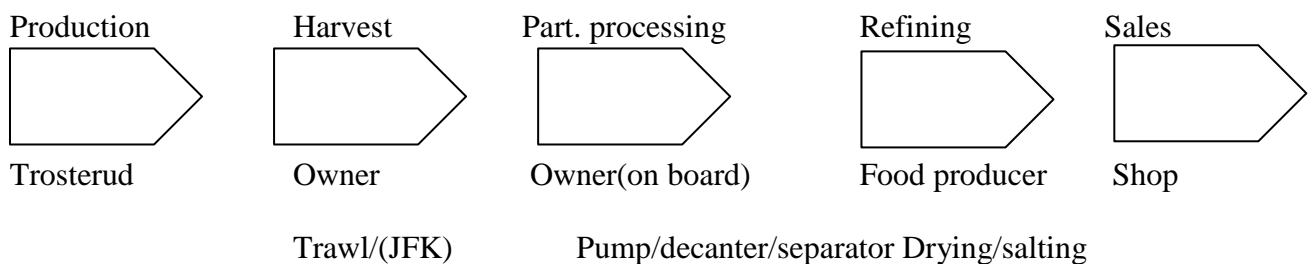 Production Harvest Part. processing Refining Sales
Trosterud Owner Owner(on board) Food producer Shop
Trawl/(JFK) Pump/decanter/separator Drying/salting